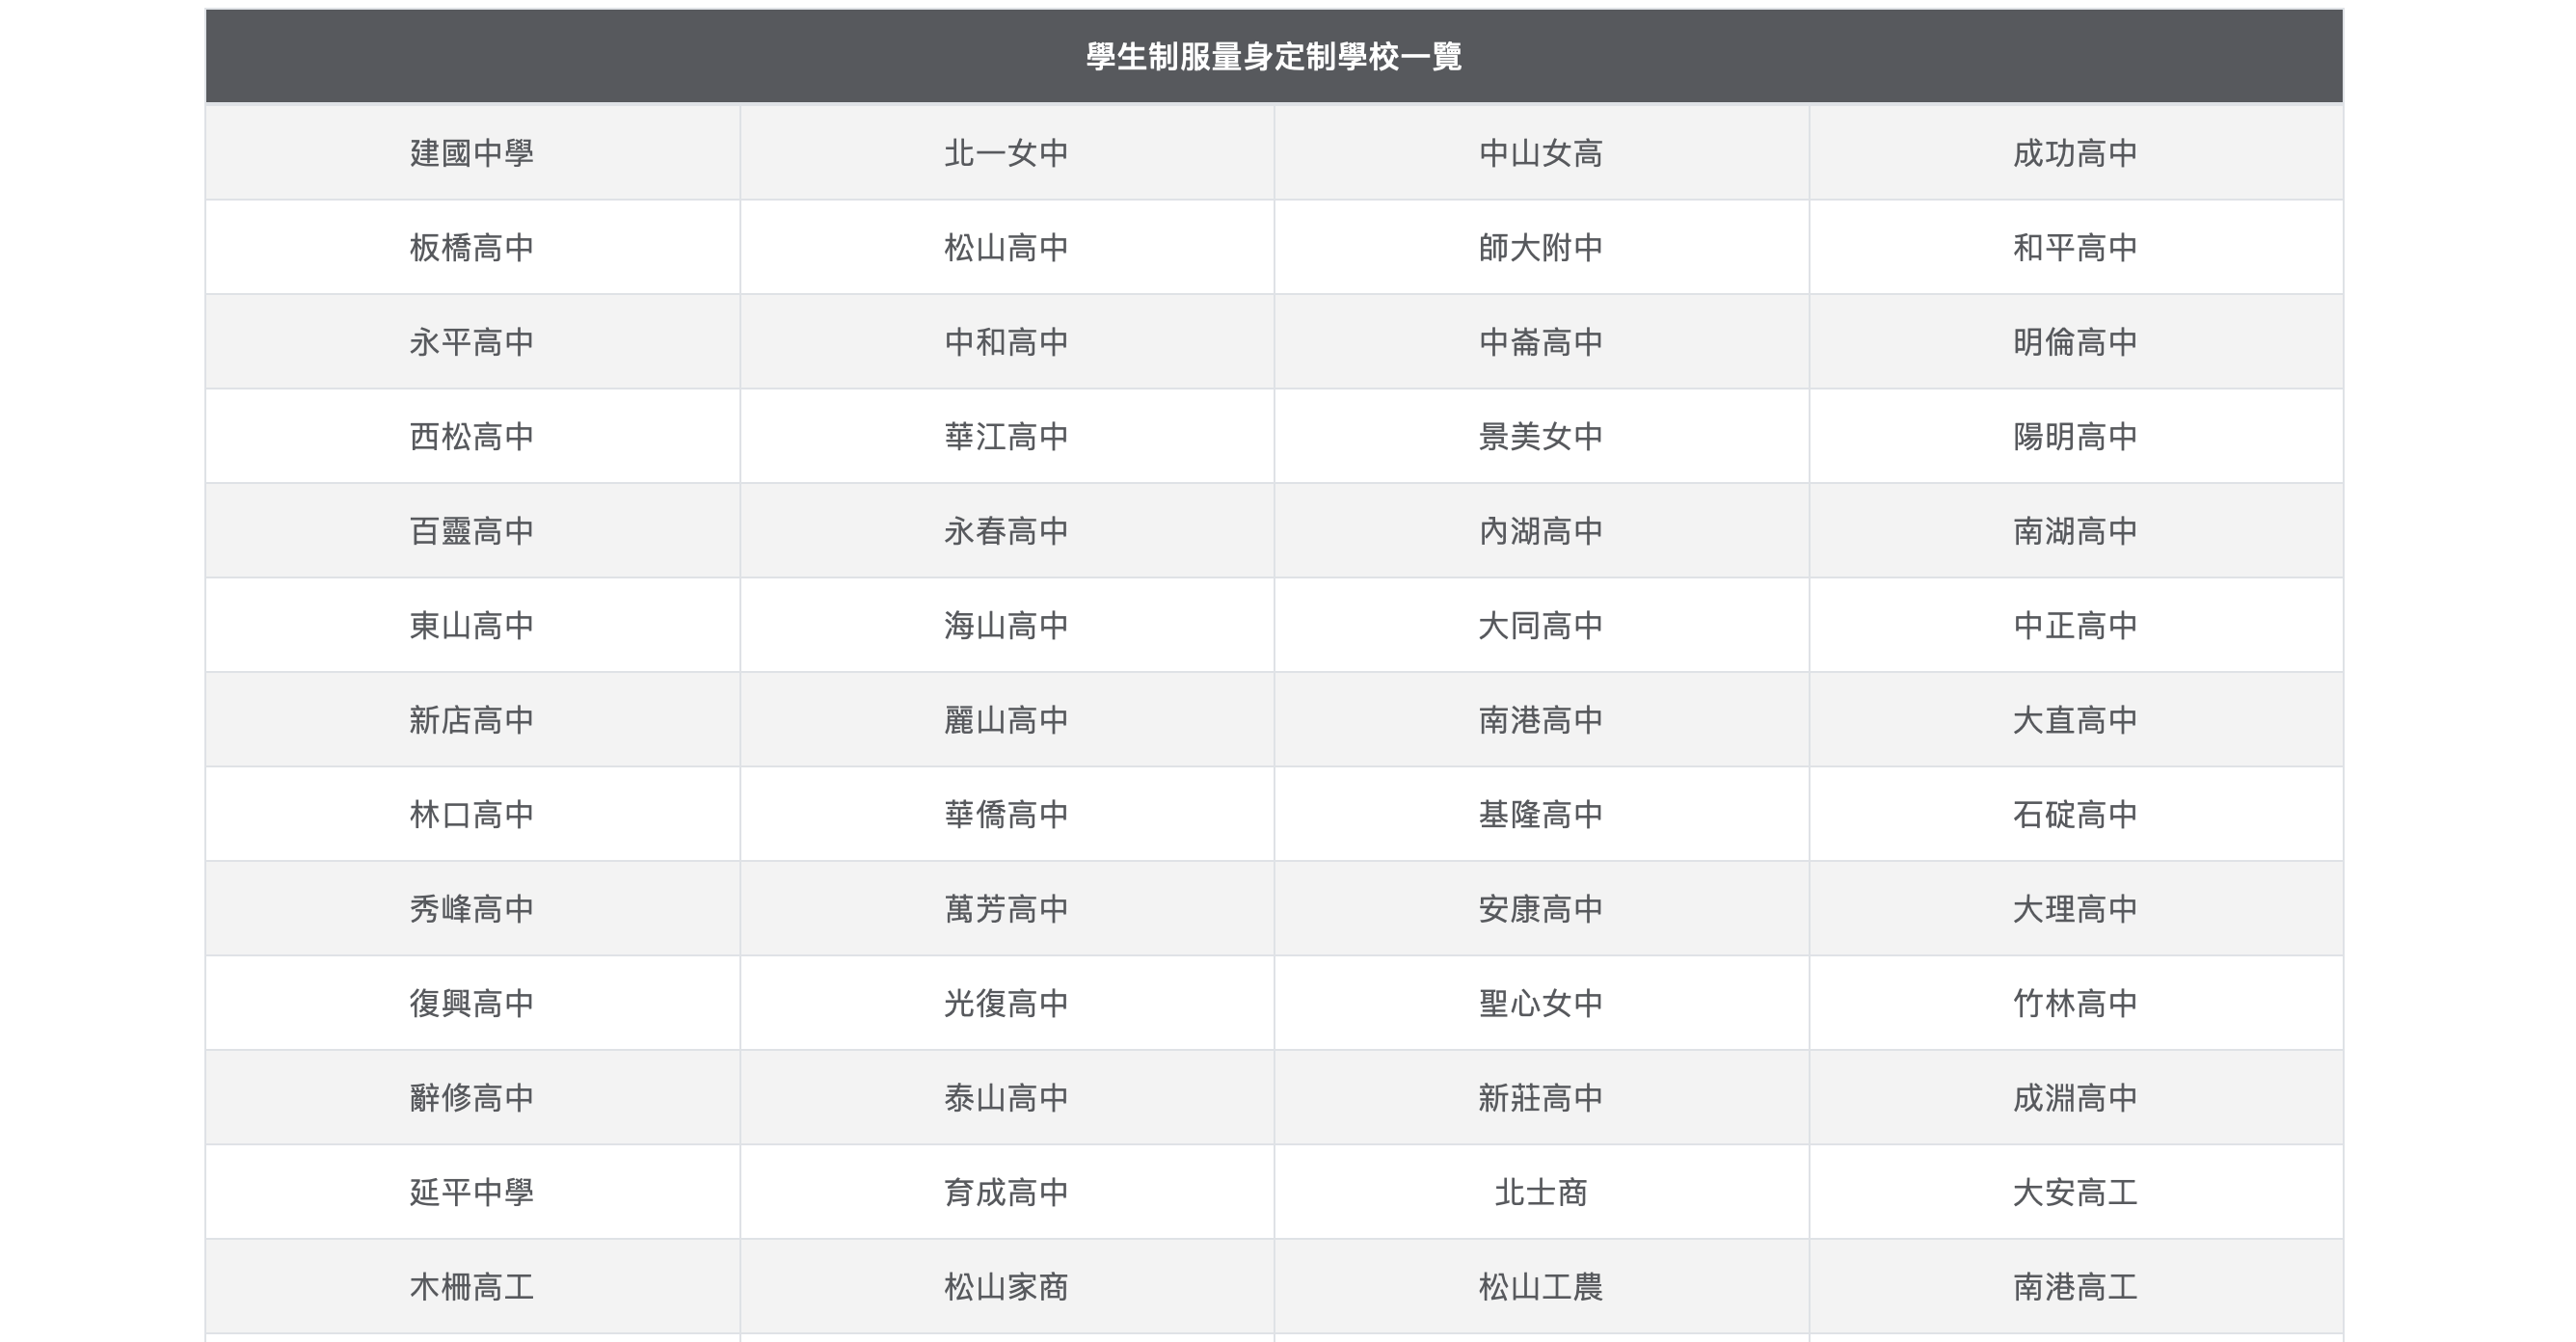 學生制服量身定制學校一覽
建國中學 北一女中 中山女高 成功高中
板橋高中 松山高中 師大附中 和平高中
永平高中 中和高中 中崙高中 明倫高中
西松高中 華江高中 景美女中 陽明高中
百靈高中 永春高中 內湖高中 南湖高中
東山高中 海山高中 大同高中 中正高中
新店高中 麗山高中 南港高中 大直高中
林口高中 華僑高中 基隆高中 石碇高中
秀峰高中 萬芳高中 安康高中 大理高中
復興高中 光復高中 聖心女中 竹林高中
辭修高中 泰山高中 新莊高中 成淵高中
延平中學 育成高中 北士商 大安高工
木柵高工 松山家商 松山工農 南港高工